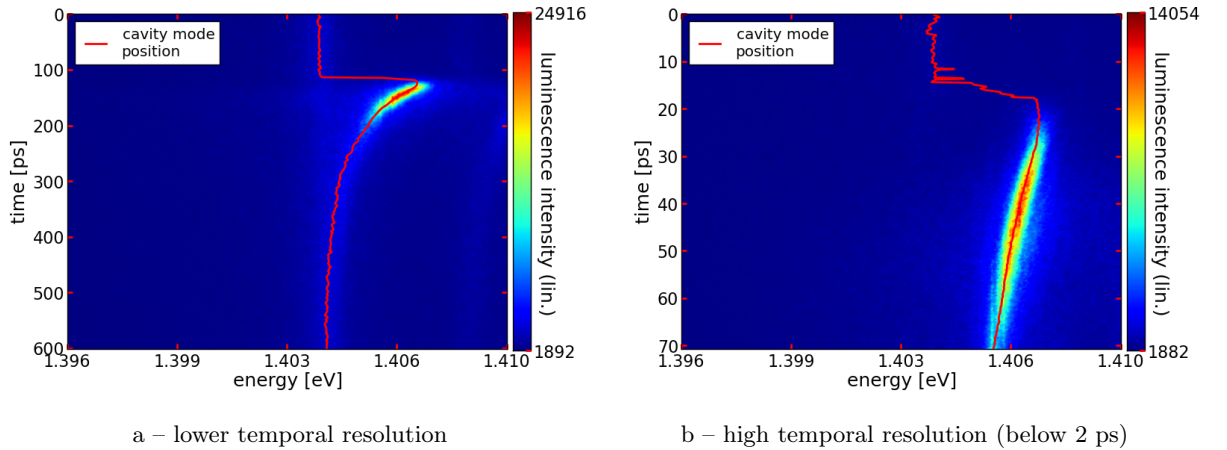 cavity mode
position
0
100
200
300
400
500
600
time [ps]
1.396
1.399
1.403
1.406
1.410
energy [eV]
24916
1892
luminescence intensity (lin.)
a – lower temporal resolution
cavity mode
position
0
10
20
30
40
50
60
70
time [ps]
1.396
1.399
1.403
1.406
1.410
energy [eV]
14054
1882
luminescence intensity (lin.)
b – high temporal resolution (below 2 ps)